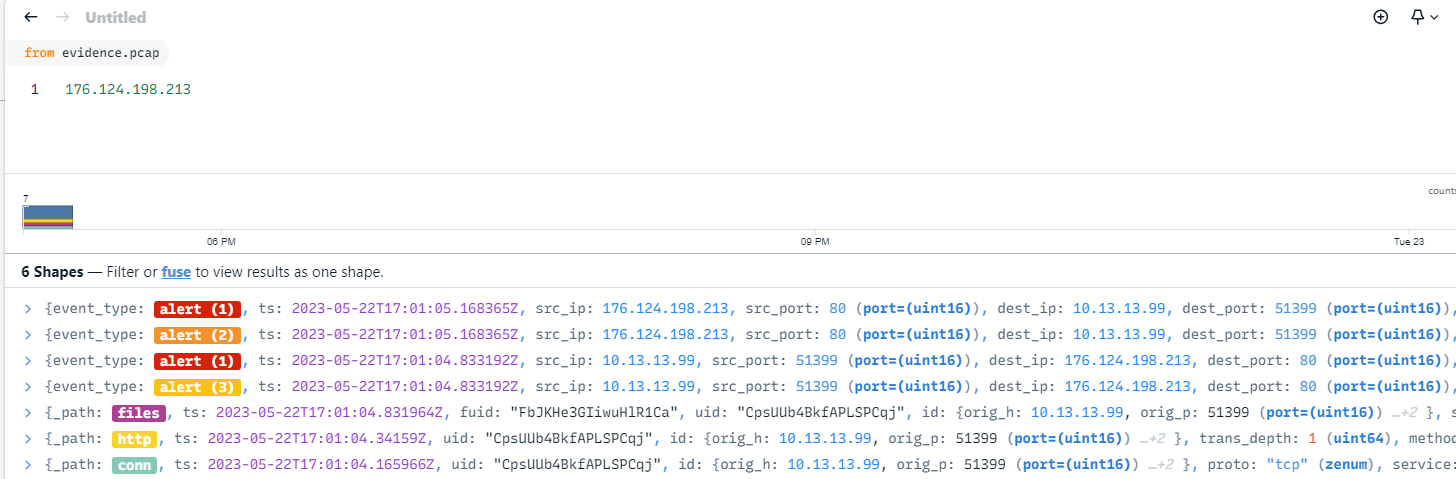 Untitled
from evidence.pcap
1 176.124.198.213
counts
7
06 PM 09 PM Tue 23
6 Shapes — Filter or fuse to view results as one shape.
{event_type: alert (1), ts: 2023-05-22T17:01:05.168365Z, src_ip: 176.124.198.213, src_port: 80 (port=(uint16)), dest_ip: 10.13.13.99, dest_port: 51399 (port=(uint16)),
{event_type: alert (2), ts: 2023-05-22T17:01:05.168365Z, src_ip: 176.124.198.213, src_port: 80 (port=(uint16)), dest_ip: 10.13.13.99, dest_port: 51399 (port=(uint16)),
{event_type: alert (1), ts: 2023-05-22T17:01:04.833192Z, src_ip: 10.13.13.99, src_port: 51399 (port=(uint16)), dest_ip: 176.124.198.213, dest_port: 80 (port=(uint16)),
{event_type: alert (3), ts: 2023-05-22T17:01:04.833192Z, src_ip: 10.13.13.99, src_port: 51399 (port=(uint16)), dest_ip: 176.124.198.213, dest_port: 80 (port=(uint16)),
{_path: files, ts: 2023-05-22T17:01:04.831964Z, fuid: "FbJKHe3GIiwuHlR1Ca", uid: "CpsUUb4BkfAPLSPCqj", id: {orig_h: 10.13.13.99, orig_p: 51399 (port=(uint16)) …+2 }, s
{_path: http, ts: 2023-05-22T17:01:04.34159Z, uid: "CpsUUb4BkfAPLSPCqj", id: {orig_h: 10.13.13.99, orig_p: 51399 (port=(uint16)) …+2 }, trans_depth: 1 (uint64), metho
{_path: conn, ts: 2023-05-22T17:01:04.165966Z, uid: "CpsUUb4BkfAPLSPCqj", id: {orig_h: 10.13.13.99, orig_p: 51399 (port=(uint16)) …+2 }, proto: "tcp" (zenum), service: